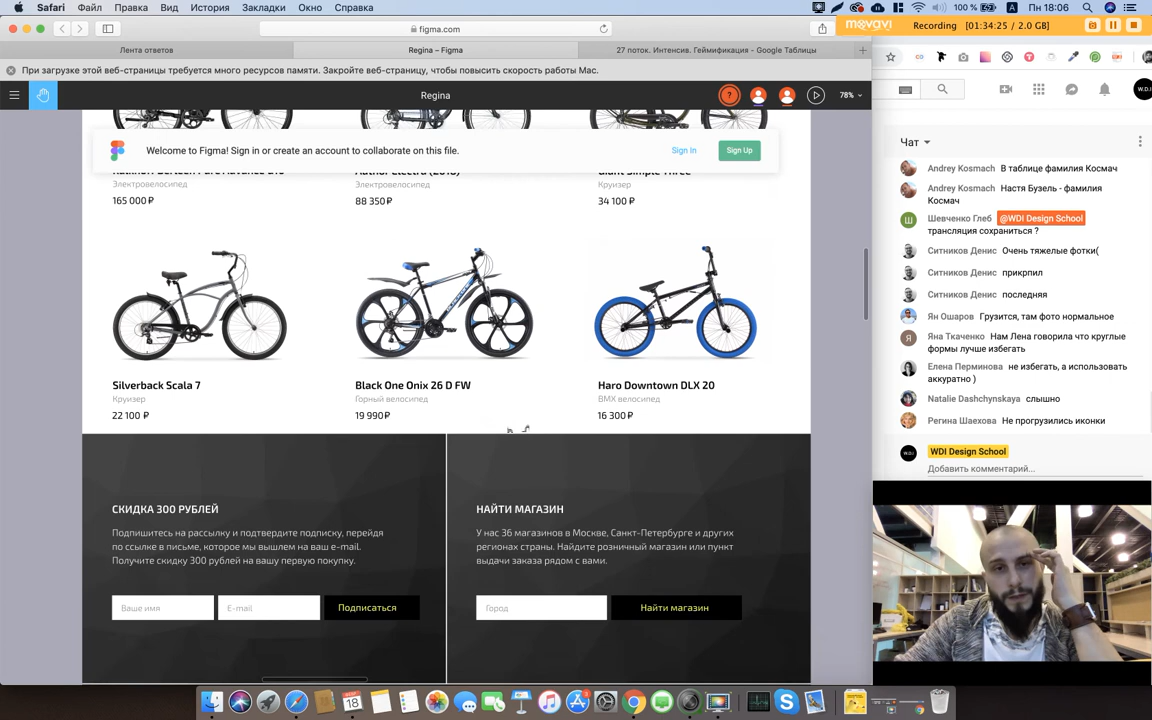 Safari Файл Правка Вид История Закладки Окно Справка
100 % Пн 18:06
movavi Recording [ 01:34:25 / 2.0 GB ]
figma.com
Лента ответов
Regina – Figma
27 поток. Интенсив. Геймификация - Google Таблицы
При загрузке этой веб-страницы требуется много ресурсов памяти. Закройте веб-страницу, чтобы повысить скорость работы Mac.
Regina
78%
Welcome to Figma! Sign in or create an account to collaborate on this file.
Sign In
Sign Up
Электровелосипед
165 000 ₽
Электровелосипед
88 350 ₽
Giant Simple Three
Круизер
34 100 ₽
Silverback Scala 7
Круизер
22 100 ₽
Black One Onix 26 D FW
Горный велосипед
19 990 ₽
Haro Downtown DLX 20
BMX велосипед
16 300 ₽
СКИДКА 300 РУБЛЕЙ
Подпишитесь на рассылку и подтвердите подписку, перейдя
по ссылке в письме, которое мы вышлем на ваш e-mail.
Получите скидку 300 рублей на вашу первую покупку.
Ваше имя
E-mail
Подписаться
НАЙТИ МАГАЗИН
У нас 36 магазинов в Москве, Санкт-Петербурге и других
регионах страны. Найдите розничный магазин или пункт
выдачи заказа рядом с вами.
Город
Найти магазин
Чат
Andrey Kosmach В таблице фамилия Космач
Andrey Kosmach Настя Бузель - фамилия
Космач
Шевченко Глеб @WDI Design School
трансляция сохраниться ?
Ситников Денис Очень тяжелые фотки(
Ситников Денис прикрпил
Ситников Денис последняя
Ян Ошаров Грузится, там фото нормальное
Яна Ткаченко Нам Лена говорила что круглые
формы лучше избегать
Елена Перминова не избегать, а использовать
аккуратно )
Natalie Dashchynskaya слышно
Регина Шаехова Не прогрузились иконки
WDI Design School
Добавить комментарий...
18